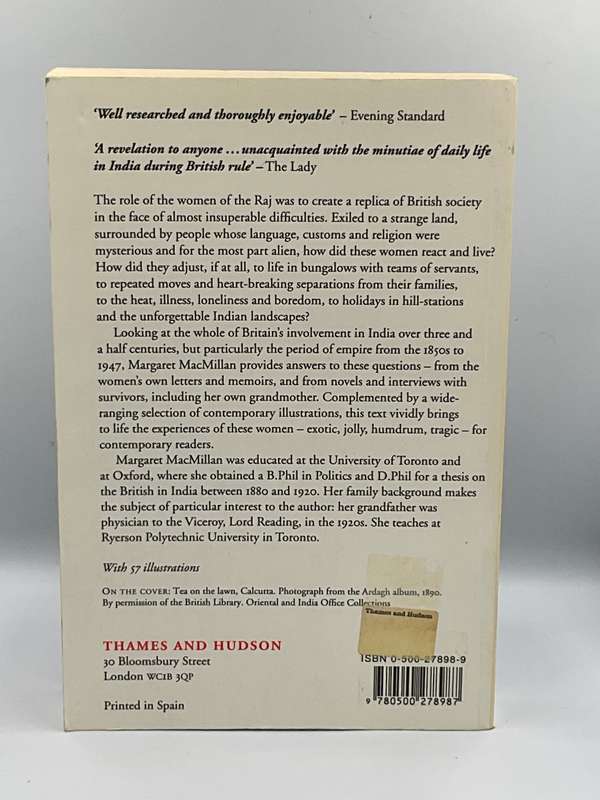 ‘Well researched and thoroughly enjoyable’ – Evening Standard
‘A revelation to anyone ... unacquainted with the minutiae of daily life
in India during British rule’ – The Lady
The role of the women of the Raj was to create a replica of British society
in the face of almost insuperable difficulties. Exiled to a strange land,
surrounded by people whose language, customs and religion were
mysterious and for the most part alien, how did these women react and live?
How did they adjust, if at all, to life in bungalows with teams of servants,
to repeated moves and heart-breaking separations from their families,
to the heat, illness, loneliness and boredom, to holidays in hill-stations
and the unforgettable Indian landscapes?
Looking at the whole of Britain’s involvement in India over three and
a half centuries, but particularly the period of empire from the 1850s to
1947, Margaret MacMillan provides answers to these questions – from the
women’s own letters and memoirs, and from novels and interviews with
survivors, including her own grandmother. Complemented by a wide-
ranging selection of contemporary illustrations, this text vividly brings
to life the experiences of these women – exotic, jolly, humdrum, tragic – for
contemporary readers.
Margaret MacMillan was educated at the University of Toronto and
at Oxford, where she obtained a B.Phil in Politics and D.Phil for a thesis on
the British in India between 1880 and 1920. Her family background makes
the subject of particular interest to the author: her grandfather was
physician to the Viceroy, Lord Reading, in the 1920s. She teaches at
Ryerson Polytechnic University in Toronto.
With 57 illustrations
ON THE COVER: Tea on the lawn, Calcutta. Photograph from the Ardagh album, 1890.
By permission of the British Library. Oriental and India Office Collections
Thames and Hudson
THAMES AND HUDSON
30 Bloomsbury Street
London WC1B 3QP
Printed in Spain
ISBN 0-500-27898-9
9 780500 278987